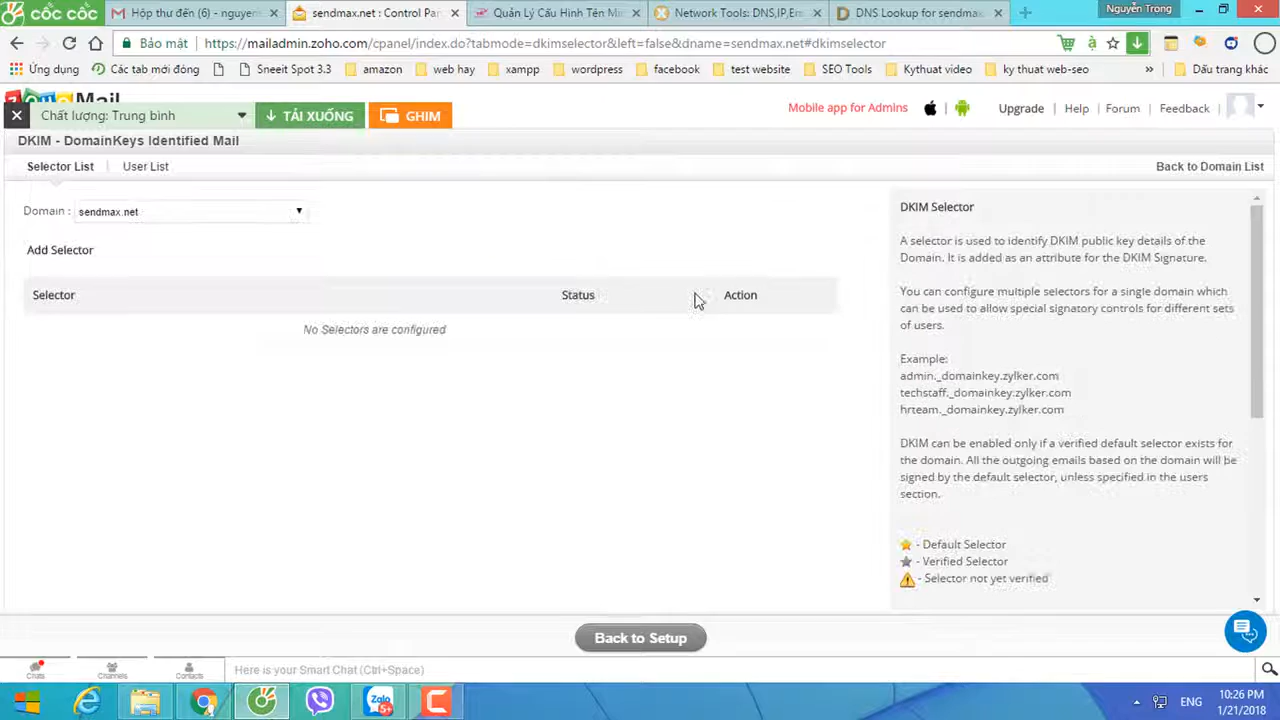 CỐC CỐC
Hộp thư đến (6) - nguyem
sendmax.net : Control Pa
Quản Lý Cấu Hình Tên Mi
Network Tools: DNS,IP,Em
DNS Lookup for sendmax
Nguyễn Trong
Bảo mật
https://mailadmin.zoho.com/cpanel/index.do?tabmode=dkimselector&left=false&dname=sendmax.net#dkimselector
Ứng dụng
Các tab mới đóng
Sneeit Spot 3.3
amazon
web hay
xampp
wordpress
facebook
test website
SEO Tools
Kythuat video
ky thuat web-seo
»
Dấu trang khác
Mail
Chất lượng: Trung bình
TẢI XUỐNG
GHIM
Mobile app for Admins
Upgrade
Help
Forum
Feedback
DKIM - DomainKeys Identified Mail
Selector List
User List
Back to Domain List
Domain : sendmax.net
Add Selector
Selector
Status
Action
No Selectors are configured
DKIM Selector
A selector is used to identify DKIM public key details of the
Domain. It is added as an attribute for the DKIM Signature.
You can configure multiple selectors for a single domain which
can be used to allow special signatory controls for different sets
of users.
Example:
admin._domainkey.zylker.com
techstaff._domainkey.zylker.com
hrteam._domainkey.zylker.com
DKIM can be enabled only if a verified default selector exists for
the domain. All the outgoing emails based on the domain will be
signed by the default selector, unless specified in the users
section.
- Default Selector
- Verified Selector
- Selector not yet verified
Back to Setup
Chats
Channels
Contacts
Here is your Smart Chat (Ctrl+Space)
Zalo
5+
ENG
10:26 PM
1/21/2018